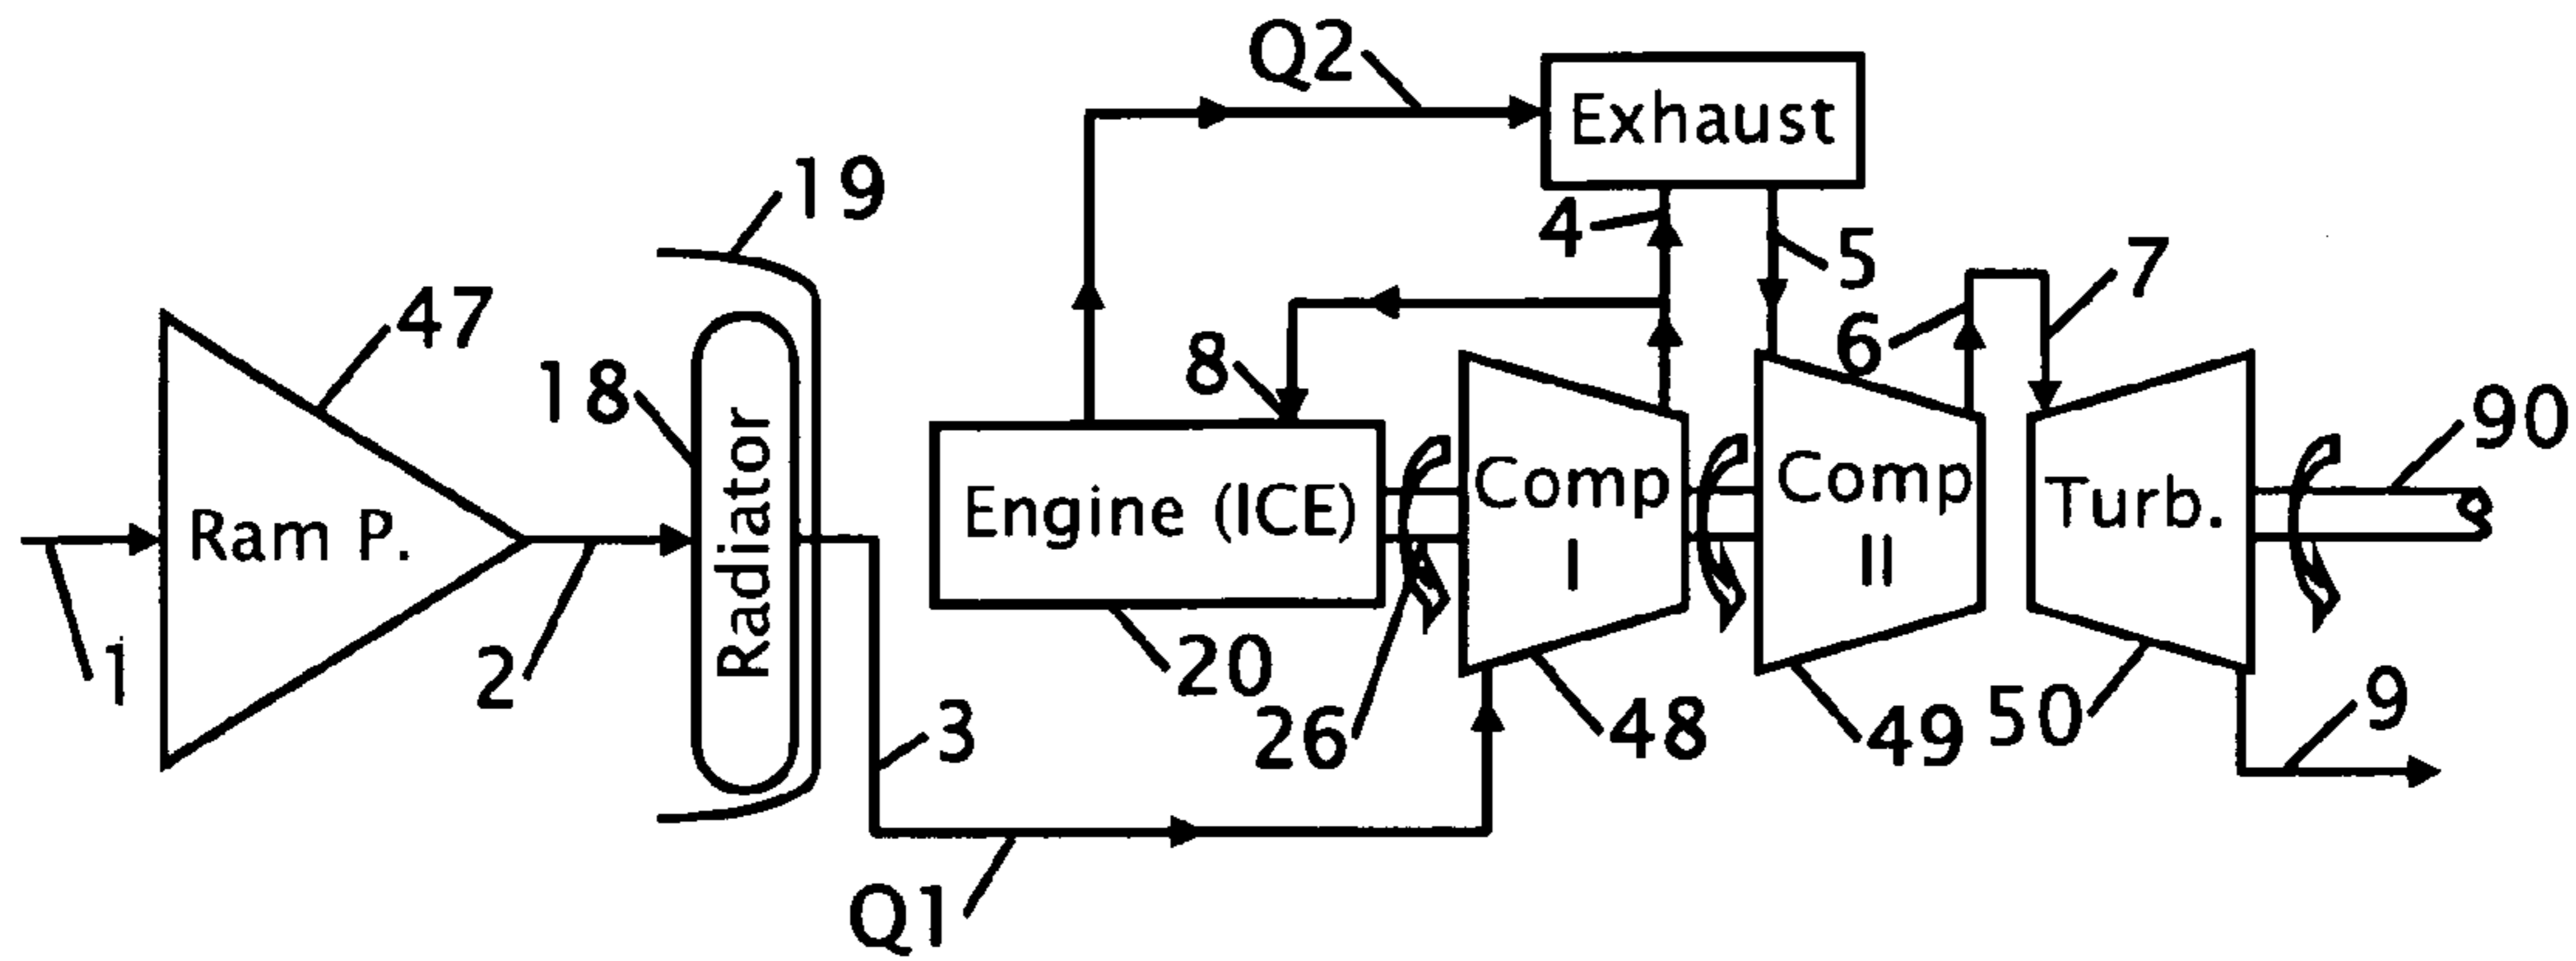 Q2
Exhaust
19
4
5
7
47
18
8
6
90
Ram P.
Radiator
Engine (ICE)
Comp
I
Comp
II
Turb.
1
2
20
26
3
48
49
50
9
Q1